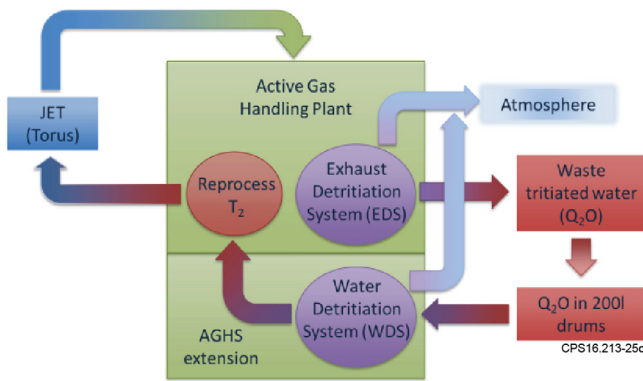 Active Gas
Handling Plant
JET
(Torus)
Atmosphere
Reprocess
T₂
Exhaust
Detritiation
System (EDS)
Waste
tritiated water
(Q₂O)
Water
Detritiation
System (WDS)
AGHS
extension
Q₂O in 200l
drums
CPS16.213-25c